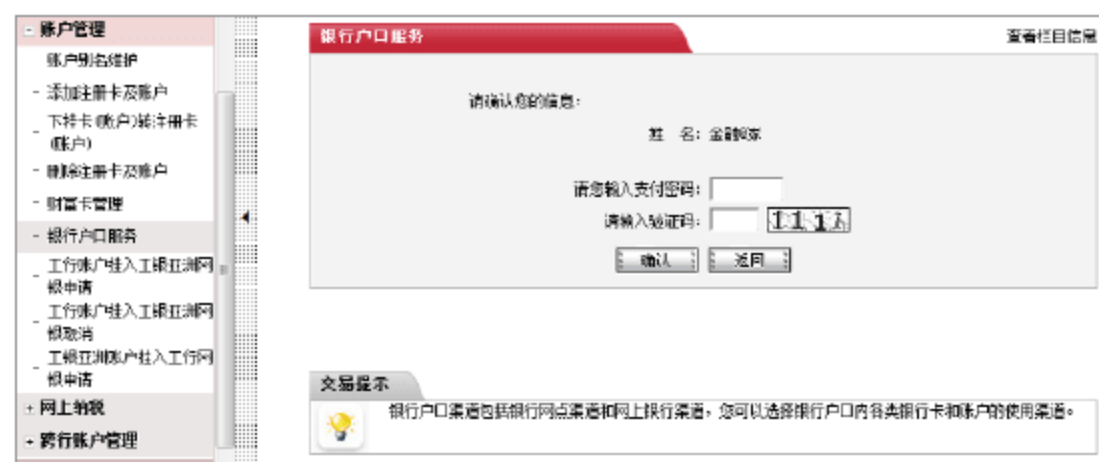 - 账户管理
账户别名维护
- 添加注册卡及账户
- 下挂卡(账户)转注册卡
(账户)
- 删除注册卡及账户
- 财富卡管理
- 银行户口服务
- 工行账户挂入工银亚洲网
银申请
- 工行账户挂入工银亚洲网
银取消
- 工银亚洲账户挂入工行网
银申请
+ 网上纳税
+ 跨行账户管理
银行户口服务
查看栏目信息
请确认您的信息:
姓 名: 金融家
请您输入支付密码:
请输入验证码:
确认 返回
交易提示
银行户口渠道包括银行网点渠道和网上银行渠道,您可以选择银行户口内各类银行卡和账户的使用渠道。